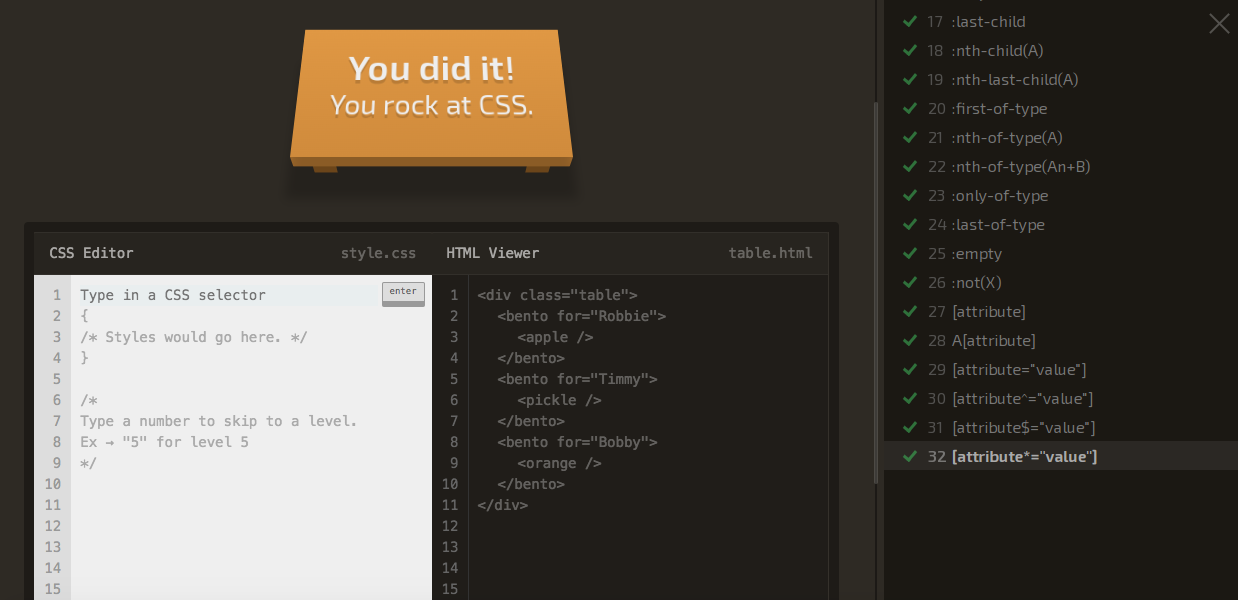 You did it!
You rock at CSS.
CSS Editor
style.css
1 Type in a CSS selector
enter
2 {
3 /* Styles would go here. */
4 }
5
6 /*
7 Type a number to skip to a level.
8 Ex → "5" for level 5
9 */
10
11
12
13
14
15
HTML Viewer
table.html
1 <div class="table">
2 <bento for="Robbie">
3 <apple />
4 </bento>
5 <bento for="Timmy">
6 <pickle />
7 </bento>
8 <bento for="Bobby">
9 <orange />
10 </bento>
11 </div>
12
13
14
15
17 :last-child
18 :nth-child(A)
19 :nth-last-child(A)
20 :first-of-type
21 :nth-of-type(A)
22 :nth-of-type(An+B)
23 :only-of-type
24 :last-of-type
25 :empty
26 :not(X)
27 [attribute]
28 A[attribute]
29 [attribute="value"]
30 [attribute^="value"]
31 [attribute$="value"]
32 [attribute*="value"]